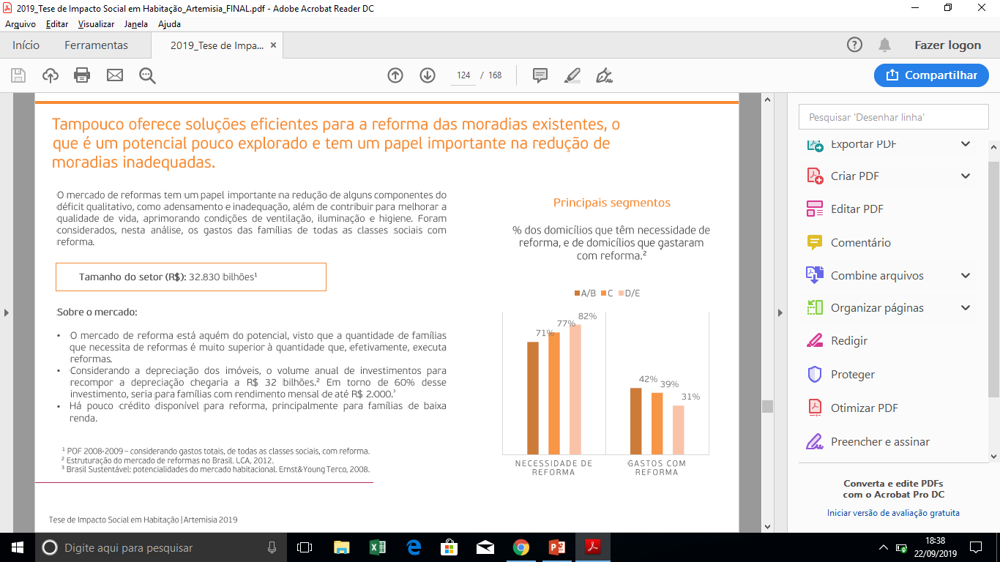 2019_Tese de Impacto Social em Habitação_Artemisia_FINAL.pdf - Adobe Acrobat Reader DC
Arquivo Editar Visualizar Janela Ajuda
Início Ferramentas 2019_Tese de Impa... × Fazer logon
124 / 168 Compartilhar
Tampouco oferece soluções eficientes para a reforma das moradias existentes, o
que é um potencial pouco explorado e tem um papel importante na redução de
moradias inadequadas.
O mercado de reformas tem um papel importante na redução de alguns componentes do
déficit qualitativo, como adensamento e inadequação, além de contribuir para melhorar a
qualidade de vida, aprimorando condições de ventilação, iluminação e higiene. Foram
considerados, nesta análise, os gastos das famílias de todas as classes sociais com
reforma.
Tamanho do setor (R$): 32.830 bilhões¹
Sobre o mercado:
• O mercado de reforma está aquém do potencial, visto que a quantidade de famílias
que necessita de reformas é muito superior à quantidade que, efetivamente, executa
reformas.
• Considerando a depreciação dos imóveis, o volume anual de investimentos para
recompor a depreciação chegaria a R$ 32 bilhões.² Em torno de 60% desse
investimento, seria para famílias com rendimento mensal de até R$ 2.000.³
• Há pouco crédito disponível para reforma, principalmente para famílias de baixa
renda.
¹ POF 2008-2009 – considerando gastos totais, de todas as classes sociais, com reforma.
² Estruturação do mercado de reformas no Brasil. LCA, 2012.
³ Brasil Sustentável: potencialidades do mercado habitacional. Ernst&Young Terco, 2008.
Tese de Impacto Social em Habitação | Artemisia 2019
Principais segmentos
% dos domicílios que têm necessidade de
reforma, e de domicílios que gastaram
com reforma.²
A/B C D/E
71% 77% 82%
42% 39% 31%
NECESSIDADE DE
REFORMA
GASTOS COM
REFORMA
Pesquisar 'Desenhar linha'
Exportar PDF
Criar PDF
Editar PDF
Comentário
Combine arquivos
Organizar páginas
Redigir
Proteger
Otimizar PDF
Preencher e assinar
Converta e edite PDFs
com o Acrobat Pro DC
Iniciar versão de avaliação gratuita
Digite aqui para pesquisar
18:38
22/09/2019